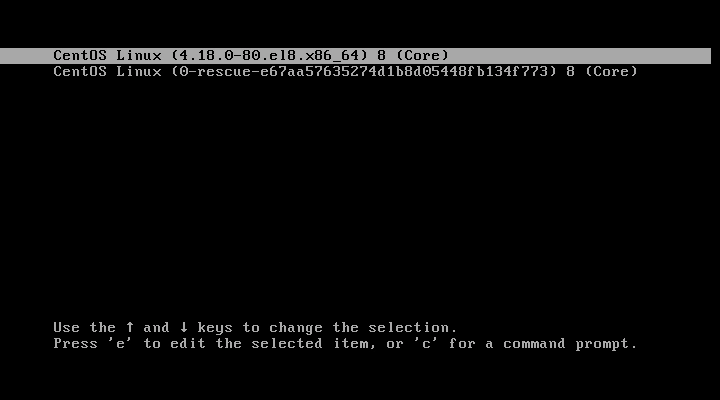 CentOS Linux (4.18.0-80.el8.x86_64) 8 (Core)
CentOS Linux (0-rescue-e67aa57635274d1b8d05448fb134f773) 8 (Core)
Use the ↑ and ↓ keys to change the selection.
Press 'e' to edit the selected item, or 'c' for a command prompt.